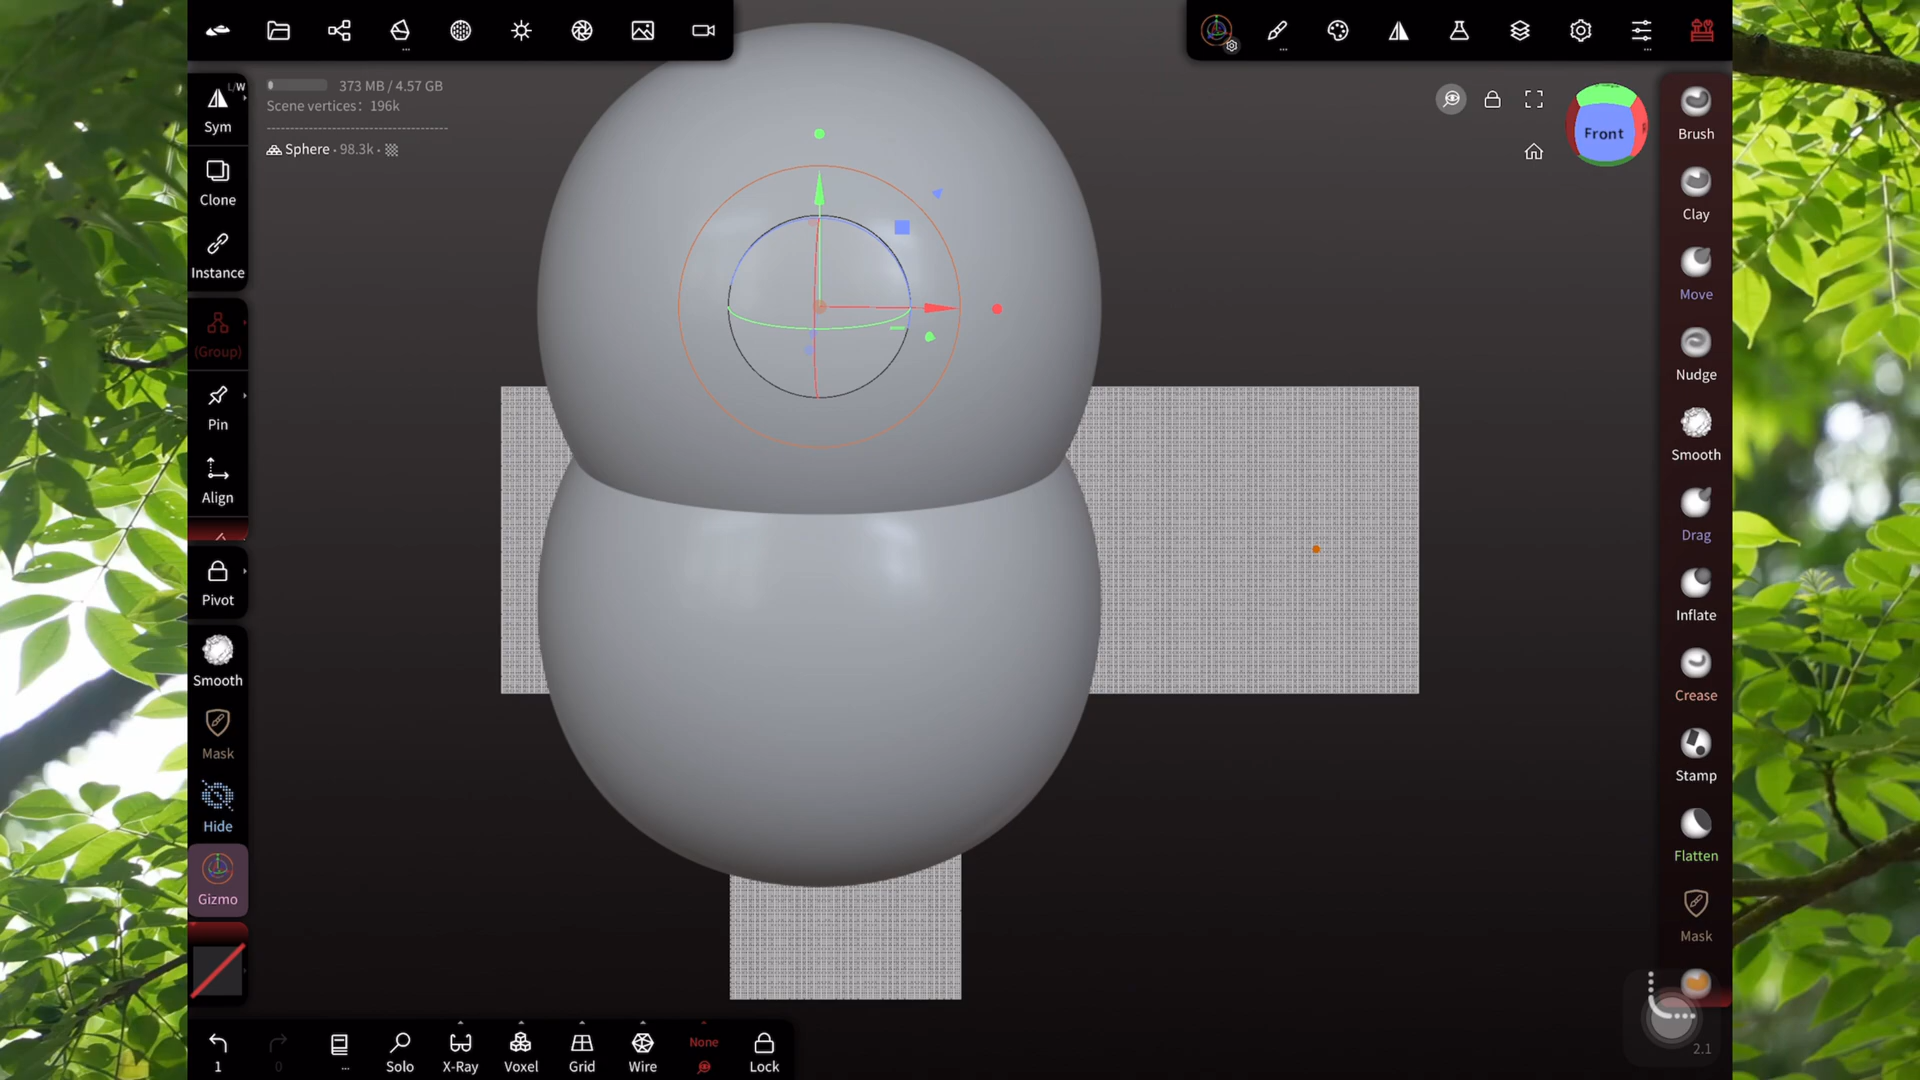 L/W
Sym
Clone
Instance
(Group)
Pin
Align
Pivot
Smooth
Mask
Hide
Gizmo
373 MB / 4.57 GB
Scene vertices: 196k
Sphere • 98.3k •
Front
Brush
Clay
Move
Nudge
Smooth
Drag
Inflate
Crease
Stamp
Flatten
Mask
2.1
1
0
...
Solo
X-Ray
Voxel
Grid
Wire
None
Lock